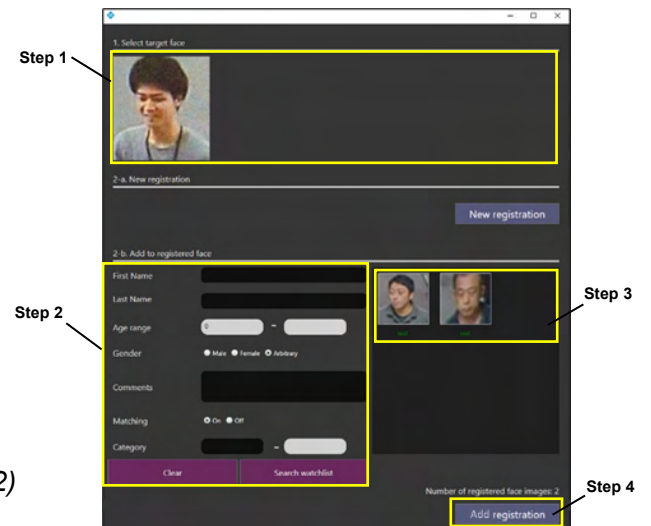 1. Select target face
Step 1
2-a. New registration
New registration
2-b. Add to registered face
First Name
Last Name
Age range
0
~
Gender
Male
Female
Arbitrary
Comments
Matching
On
Off
Category
~
Clear
Search watchlist
Step 2
Step 3
2)
Number of registered face images: 2
Step 4
Add registration